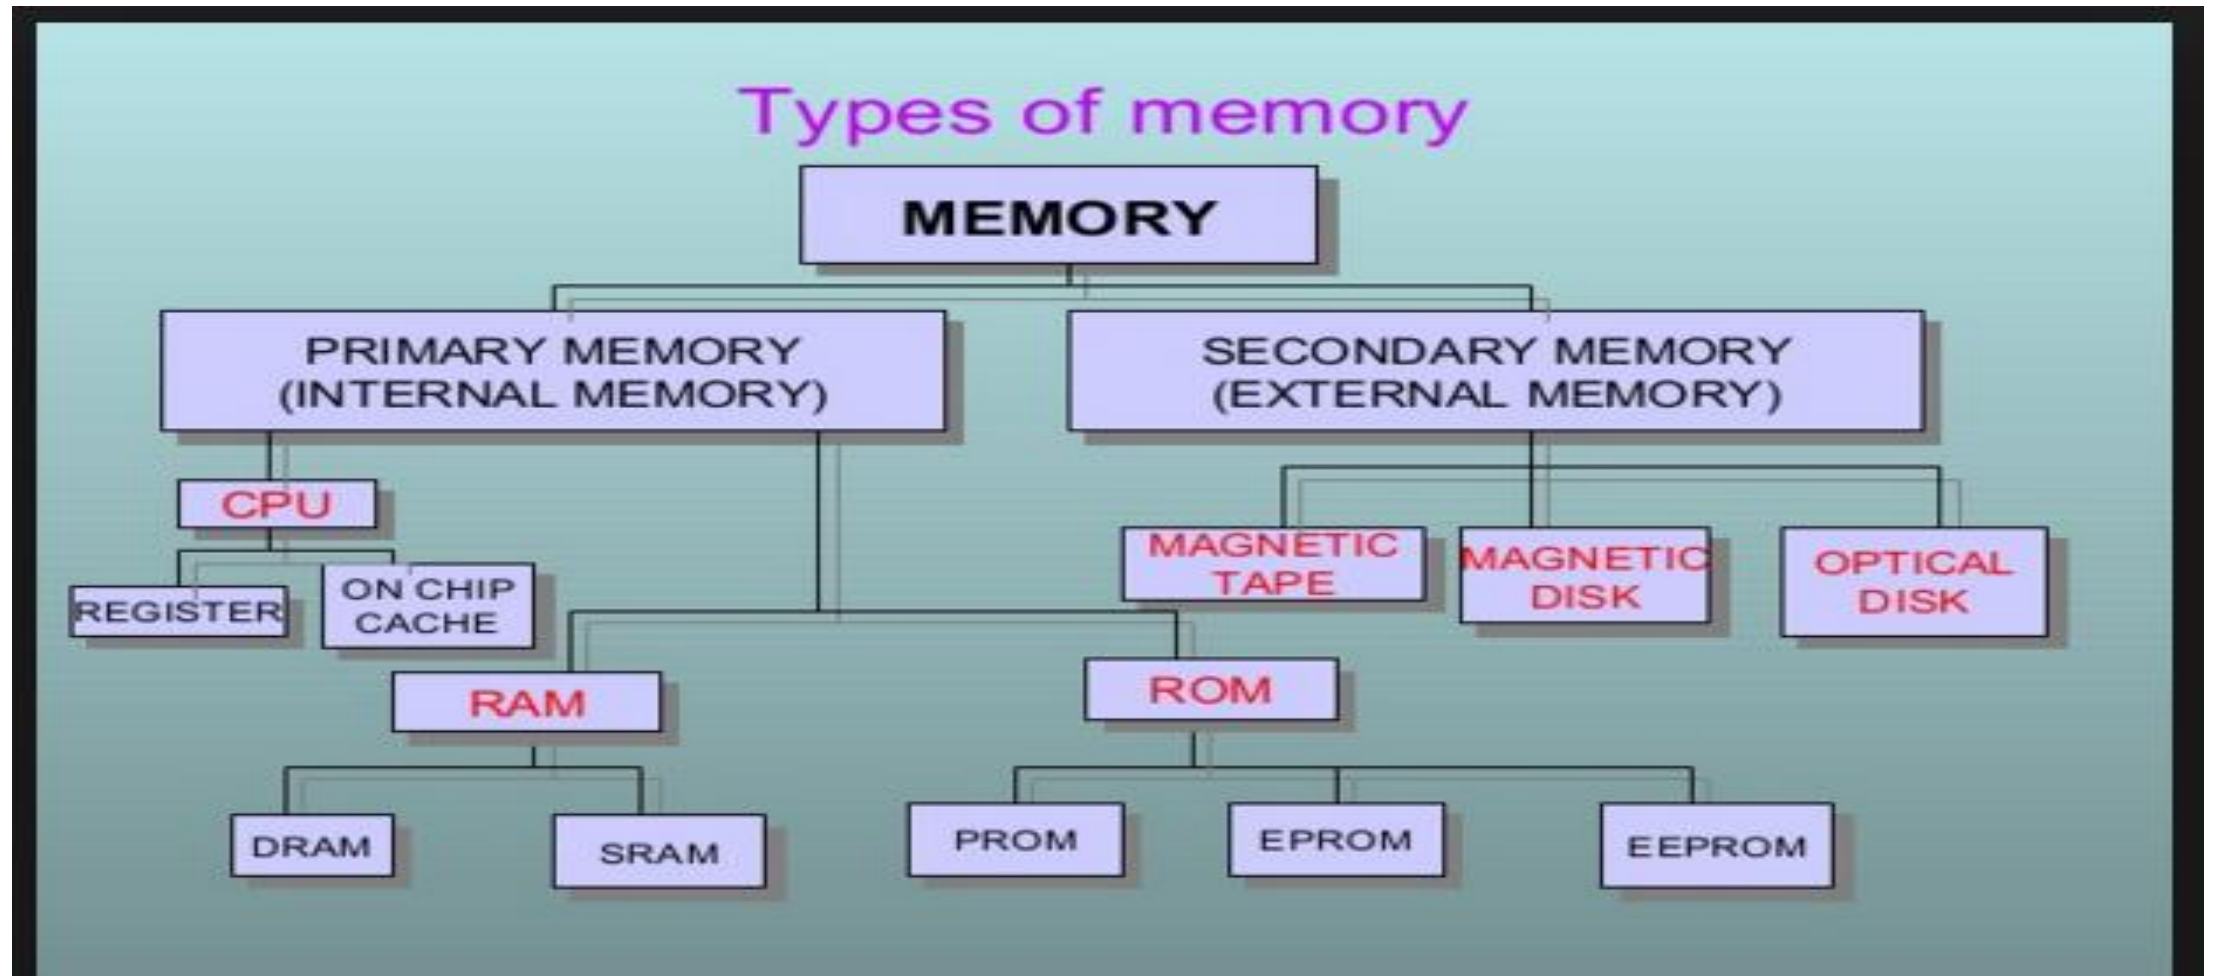 Types of memory
MEMORY
PRIMARY MEMORY
(INTERNAL MEMORY)
SECONDARY MEMORY
(EXTERNAL MEMORY)
CPU
REGISTER
ON CHIP
CACHE
MAGNETIC
TAPE
MAGNETIC
DISK
OPTICAL
DISK
RAM
ROM
DRAM
SRAM
PROM
EPROM
EEPROM